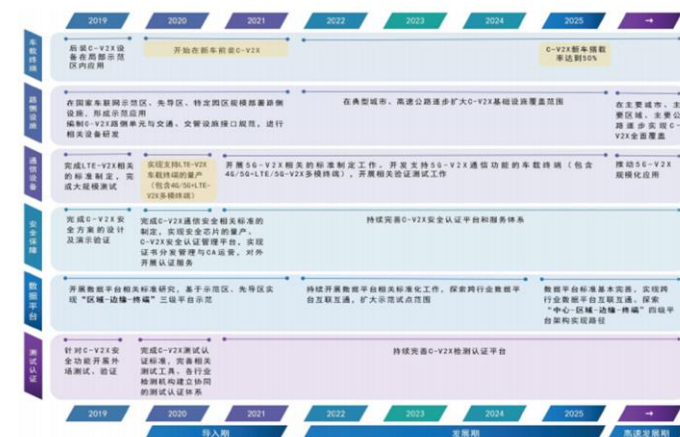 2019 2020 2021 2022 2023 2024 2025 →
车载终端
后装C-V2X设
备在局部示范
区内应用
开始在新车前装C-V2X
C-V2X新车搭载
率达到50%
路侧设施
在国家车联网示范区、先导区、特定园区规模部署路侧
设施，形成示范应用
编制C-V2X路侧单元与交通、交管设施接口规范，进行
相关设备研发
在典型城市、高速公路逐步扩大C-V2X基础设施覆盖范围
在主要城市、主
要区域、主要公
路逐步实现C-
V2X全面覆盖
通信设备
完成LTE-V2X相关
的标准制定，完
成大规模测试
实现支持LTE-V2X
车载终端的量产
（包含4G/5G+LTE-
V2X多模终端）
开展5G-V2X相关的标准制定工作，开发支持5G-V2X通信功能的车载终端（包含
4G/5G+LTE/5G-V2X多模终端），开展相关验证测试工作
推动5G-V2X
规模化应用
安全保障
完成C-V2X安
全方案的设计
及演示验证
完成C-V2X通信安全相关标准的
制定，实现安全芯片的量产、
C-V2X安全认证管理平台，实现
证书分发管理与CA运营，对外
开展认证服务
持续完善C-V2X安全认证平台和服务体系
数据平台
开展数据平台相关标准研究，基于示范区、先导区实
现“区域-边缘-终端”三级平台示范
持续开展数据平台相关标准化工作，探索跨行业数据平
台互联互通，扩大示范试点范围
数据平台标准基本完善，实现跨
行业数据平台互联互通。探索
“中心-区域-边缘-终端”四级平
台架构实现路径
测试认证
针对C-V2X安
全功能开展外
场测试、验证
完成C-V2X测试认
证标准，完善相关
测试工具、各行业
检测机构建立协同
的测试认证体系
持续完善C-V2X检测认证平台
2019 2020 2021 2022 2023 2024 2025 →
导入期 发展期 高速发展期